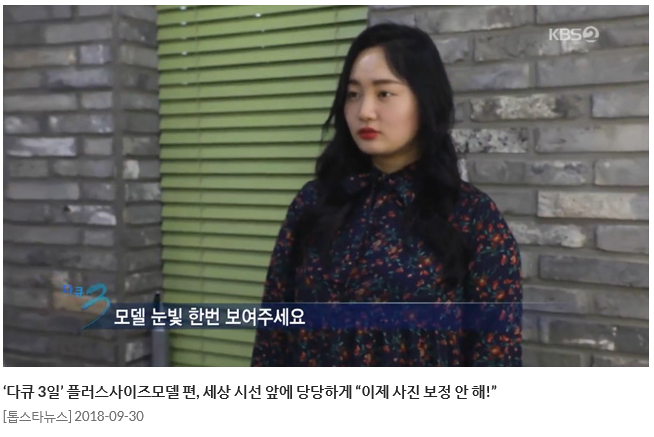 KBS2
다큐 3
모델 눈빛 한번 보여주세요
‘다큐 3일’ 플러스사이즈모델 편, 세상 시선 앞에 당당하게 “이제 사진 보정 안 해!”
[톱스타뉴스] 2018-09-30